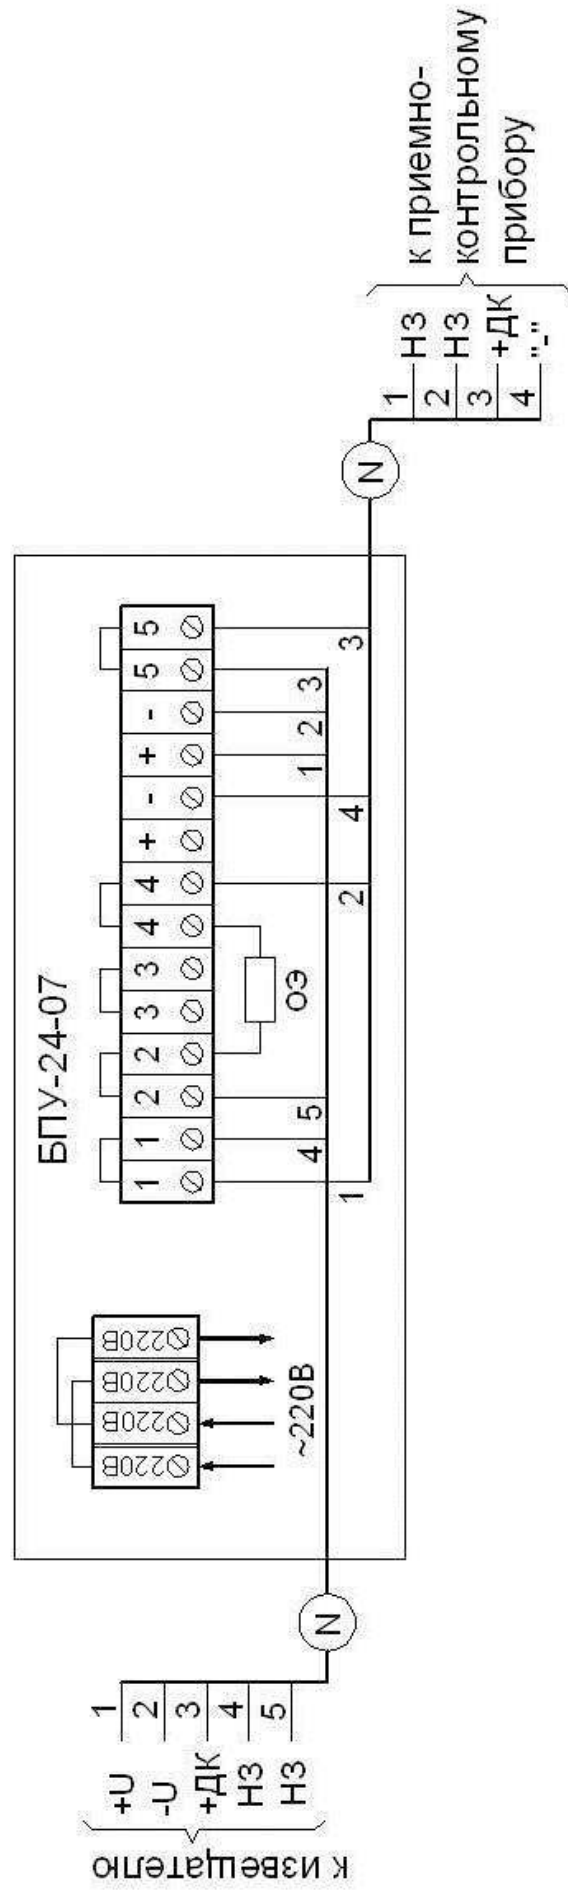 БПУ-24-07
220В 220В 220В 220В
~220В
1 1 2 2 3 3 4 4 + - + - 5 5
ОЭ
4 5 1 2 3
1 2 4 3
N
1 +U
2 -U
3 +ДК
4 НЗ
5 НЗ
к извещателю
N
1 НЗ
2 НЗ
3 +ДК
4 "-"
к приемно-
контрольному
прибору